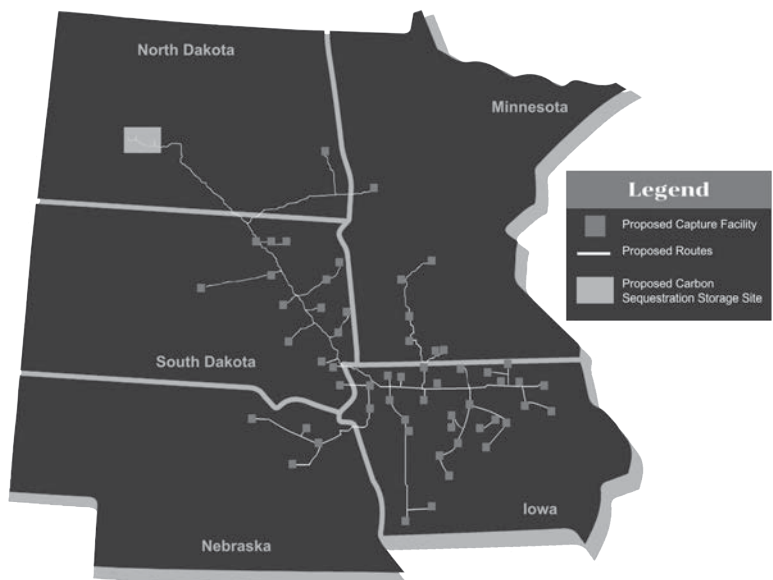 North Dakota
Minnesota
Legend
Proposed Capture Facility
Proposed Routes
Proposed Carbon
Sequestration Storage Site
South Dakota
Iowa
Nebraska